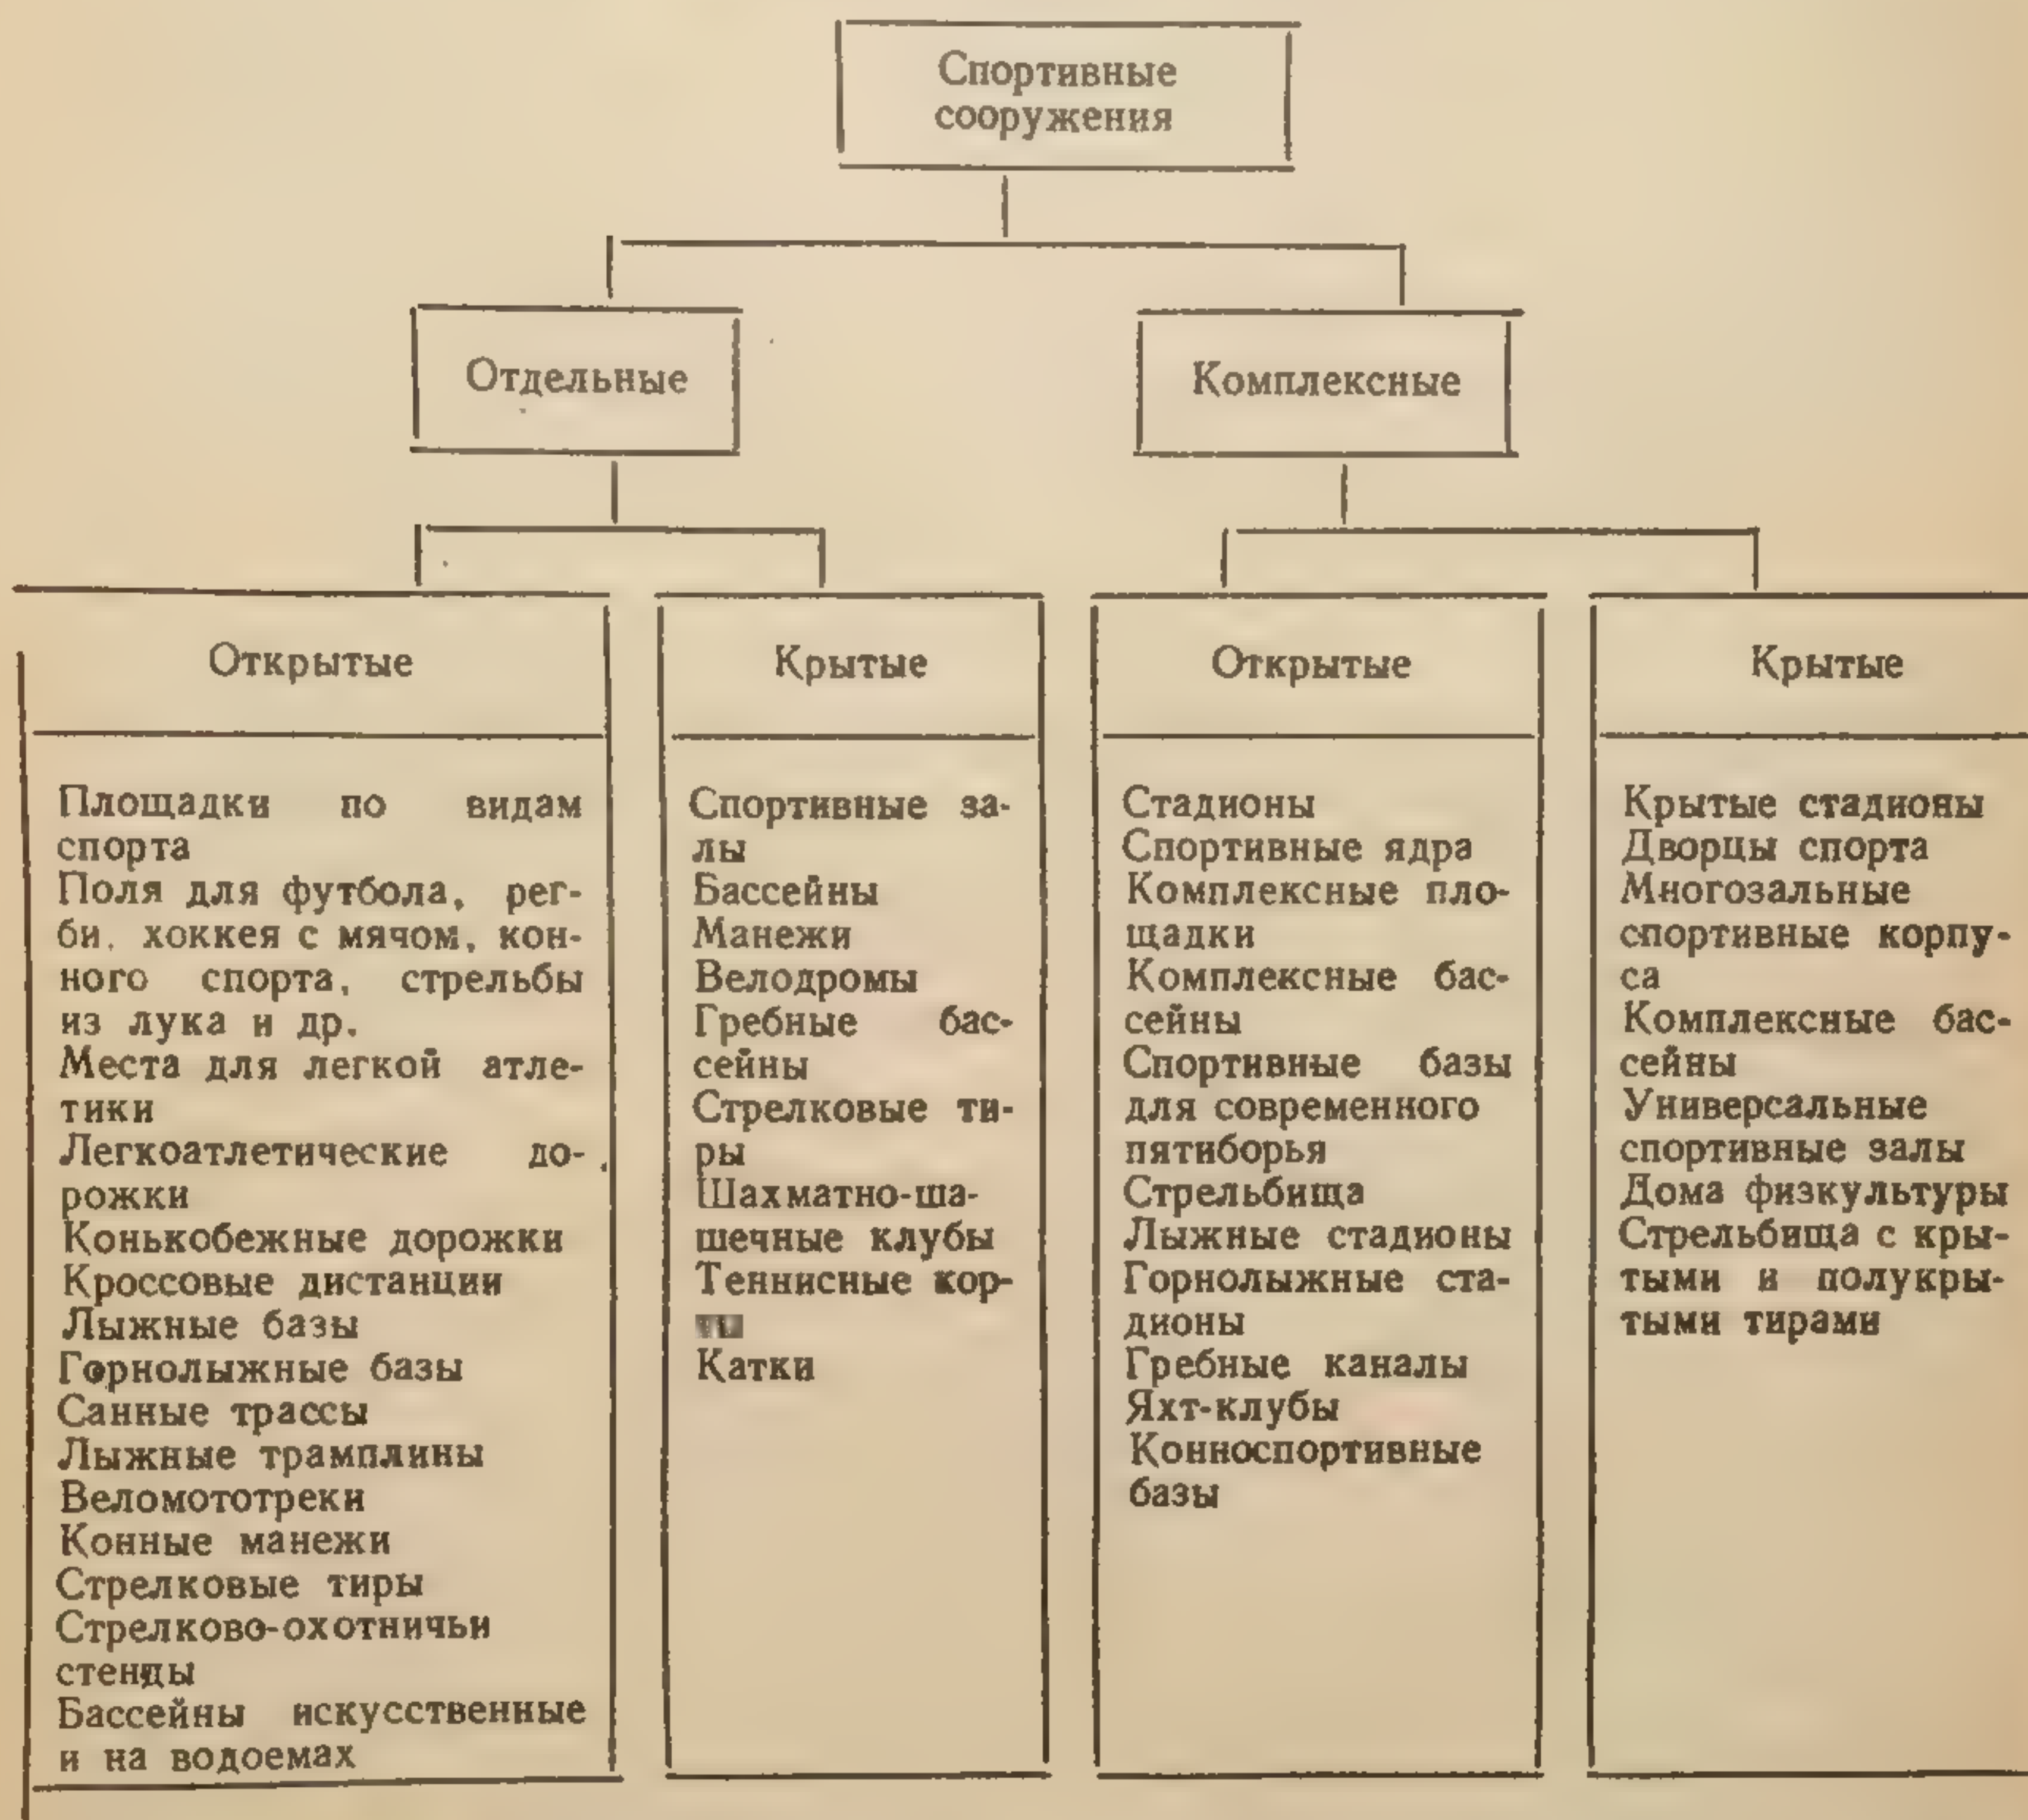 Спортивные
сооружения
Отдельные
Комплексные
Открытые
Площадки по видам
спорта
Поля для футбола, рег-
би, хоккея с мячом, кон-
ного спорта, стрельбы
из лука и др.
Места для легкой атле-
тики
Легкоатлетические до-
рожки
Конькобежные дорожки
Кроссовые дистанции
Лыжные базы
Горнолыжные базы
Санные трассы
Лыжные трамплины
Веломототреки
Конные манежи
Стрелковые тиры
Стрелково-охотничьи
стенды
Бассейны искусственные
и на водоемах
Крытые
Спортивные за-
лы
Бассейны
Манежи
Велодромы
Гребные бас-
сейны
Стрелковые ти-
ры
Шахматно-ша-
шечные клубы
Теннисные кор-
ты
Катки
Открытые
Стадионы
Спортивные ядра
Комплексные пло-
щадки
Комплексные бас-
сейны
Спортивные базы
для современного
пятиборья
Стрельбища
Лыжные стадионы
Горнолыжные ста-
дионы
Гребные каналы
Яхт-клубы
Конноспортивные
базы
Крытые
Крытые стадионы
Дворцы спорта
Многозальные
спортивные корпу-
са
Комплексные бас-
сейны
Универсальные
спортивные залы
Дома физкультуры
Стрельбища с кры-
тыми и полукры-
тыми тирами